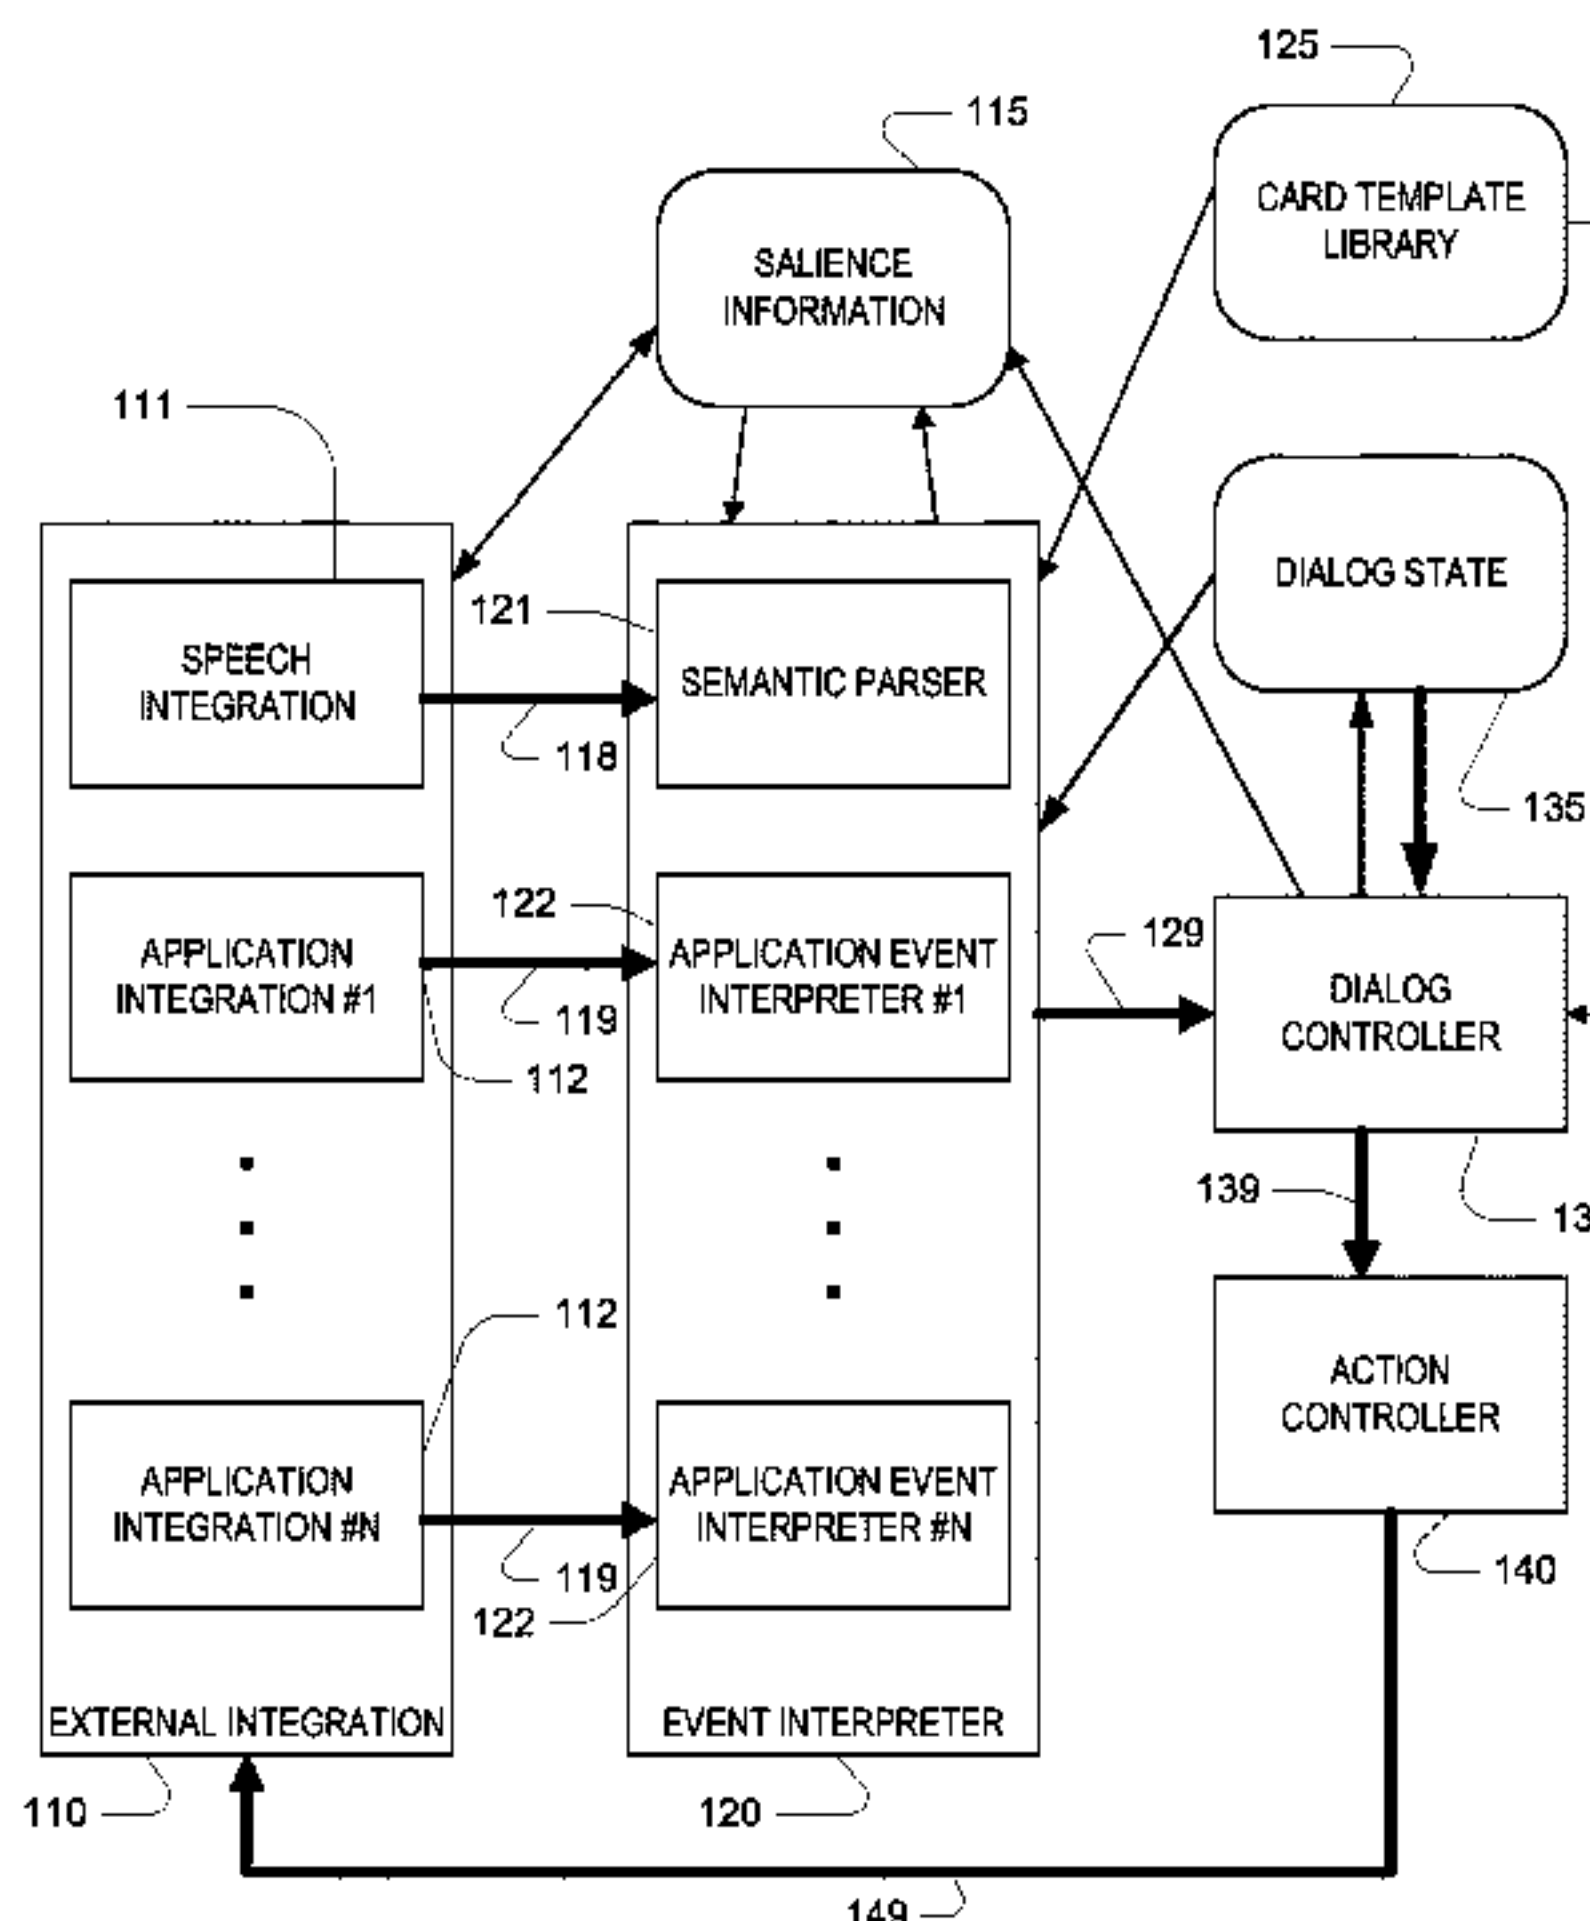 125
115
CARD TEMPLATE
LIBRARY
SALIENCE
INFORMATION
111
DIALOG STATE
121
SPEECH
INTEGRATION
SEMANTIC PARSER
118
135
122
129
APPLICATION
INTEGRATION #1
APPLICATION EVENT
INTERPRETER #1
DIALOG
CONTROLLER
119
112
139
13
112
ACTION
CONTROLLER
APPLICATION
INTEGRATION #N
APPLICATION EVENT
INTERPRETER #N
119
140
122
EXTERNAL INTEGRATION
EVENT INTERPRETER
110
120
149